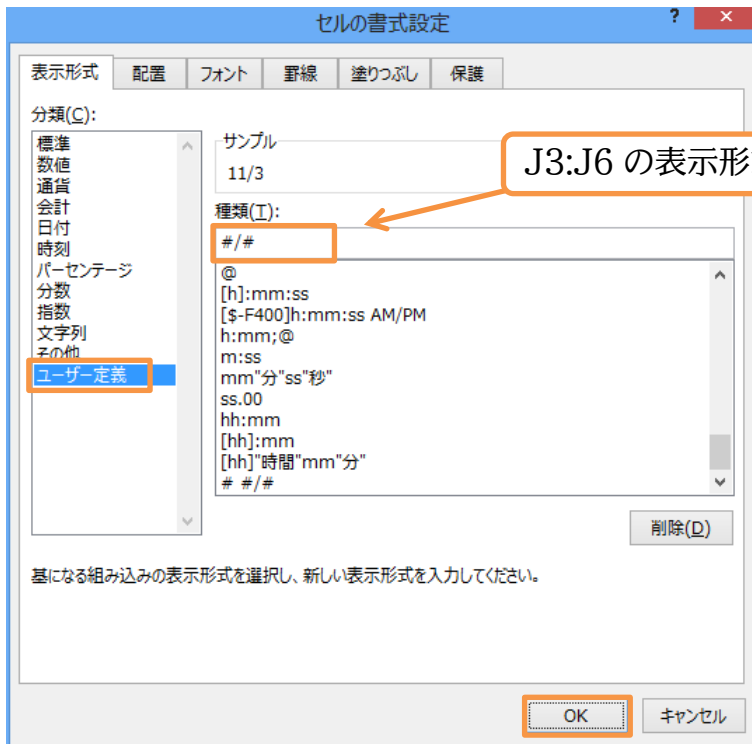 セルの書式設定
? ×
表示形式 配置 フォント 罫線 塗りつぶし 保護
分類(C):
標準
数値
通貨
会計
日付
時刻
パーセンテージ
分数
指数
文字列
その他
ユーザー定義
サンプル
11/3
J3:J6 の表示形
種類(T):
#/#
@
[h]:mm:ss
[$-F400]h:mm:ss AM/PM
h:mm;@
m:ss
mm"分"ss"秒"
ss.00
hh:mm
[hh]:mm
[hh]"時間"mm"分"
# #/#
削除(D)
基になる組み込みの表示形式を選択し、新しい表示形式を入力してください。
OK キャンセル